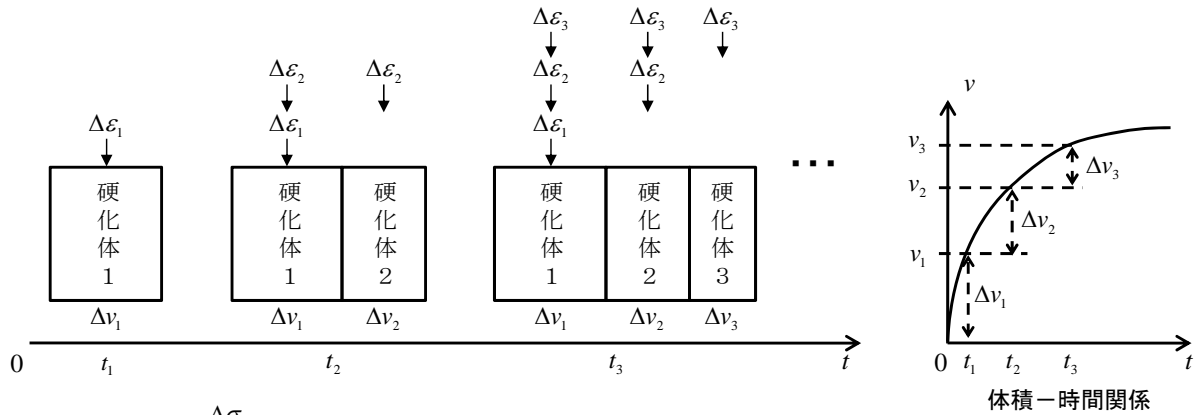 Δε₃ Δε₃ Δε₃
Δε₂ Δε₂ Δε₂ Δε₂
Δε₁ Δε₁ Δε₁
硬化体1 硬化体1 硬化体2 硬化体1 硬化体2 硬化体3 ...
Δv₁ Δv₁ Δv₂ Δv₁ Δv₂ Δv₃
0 t₁ t₂ t₃ t
v
v₃
v₂
v₁
Δv₃
Δv₂
Δv₁
0 t₁ t₂ t₃ t
体積－時間関係
Δσ